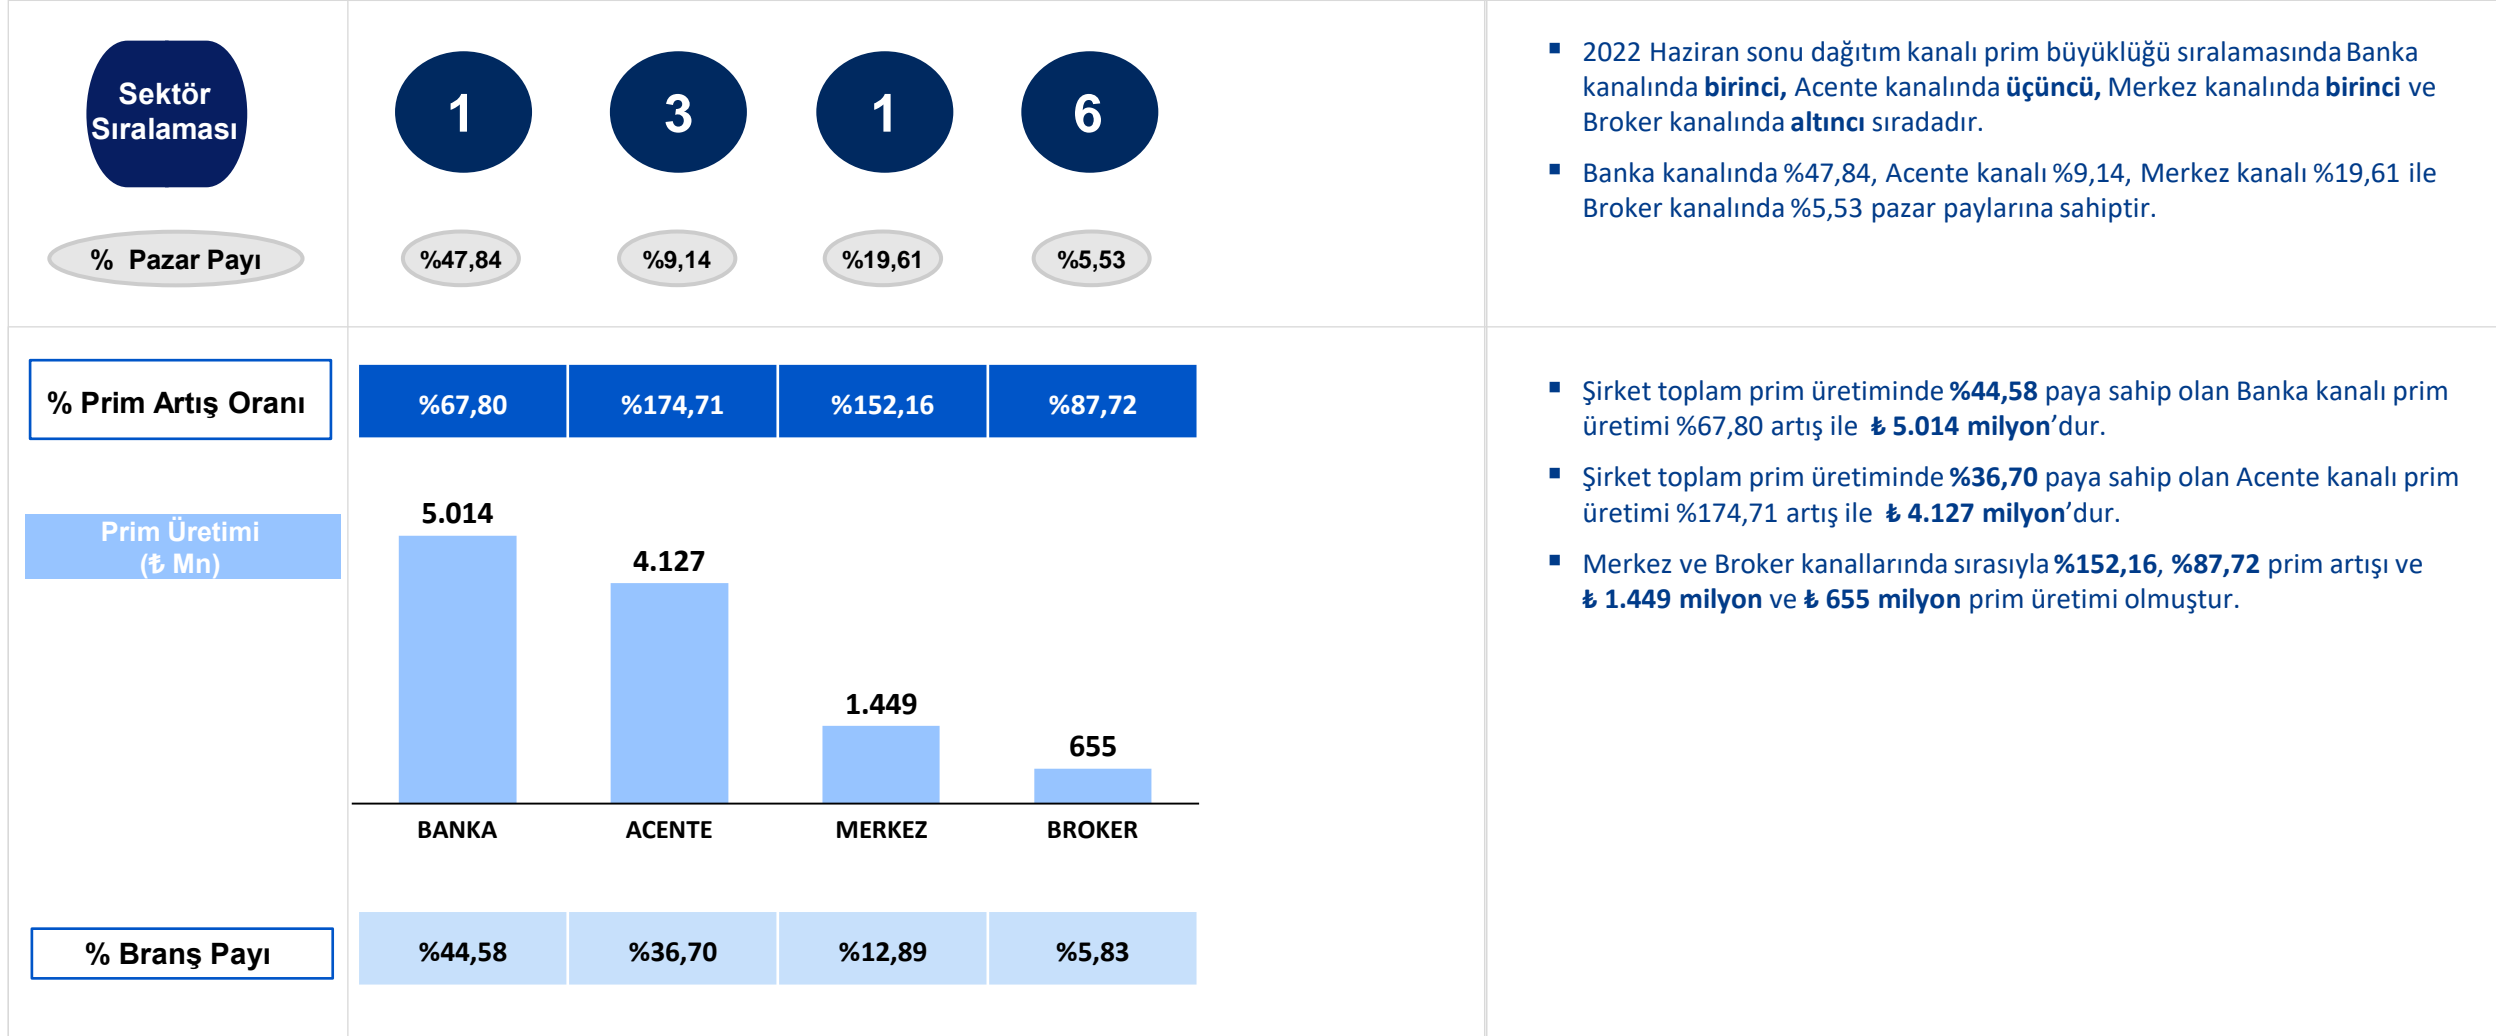 Sektör
Sıralaması
1
3
1
6
% Pazar Payı
%47,84
%9,14
%19,61
%5,53
▪ 2022 Haziran sonu dağıtım kanalı prim büyüklüğü sıralamasında Banka
kanalında birinci, Acente kanalında üçüncü, Merkez kanalında birinci ve
Broker kanalında altıncı sıradadır.
▪ Banka kanalında %47,84, Acente kanalı %9,14, Merkez kanalı %19,61 ile
Broker kanalında %5,53 pazar paylarına sahiptir.
% Prim Artış Oranı
%67,80
%174,71
%152,16
%87,72
Prim Üretimi
(₺ Mn)
5.014
4.127
1.449
655
BANKA
ACENTE
MERKEZ
BROKER
% Branş Payı
%44,58
%36,70
%12,89
%5,83
▪ Şirket toplam prim üretiminde %44,58 paya sahip olan Banka kanalı prim
üretimi %67,80 artış ile ₺ 5.014 milyon’dur.
▪ Şirket toplam prim üretiminde %36,70 paya sahip olan Acente kanalı prim
üretimi %174,71 artış ile ₺ 4.127 milyon’dur.
▪ Merkez ve Broker kanallarında sırasıyla %152,16, %87,72 prim artışı ve
₺ 1.449 milyon ve ₺ 655 milyon prim üretimi olmuştur.